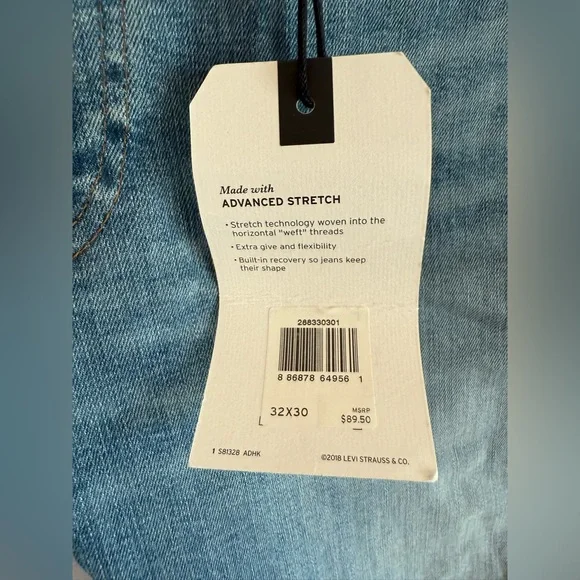 Made with
ADVANCED STRETCH
• Stretch technology woven into the
horizontal "weft" threads
• Extra give and flexibility
• Built-in recovery so jeans keep
their shape
288330301
8 86878 64956 1
32X30
MSRP
$89.50
1 S81328 ADHK
©2018 LEVI STRAUSS & CO.